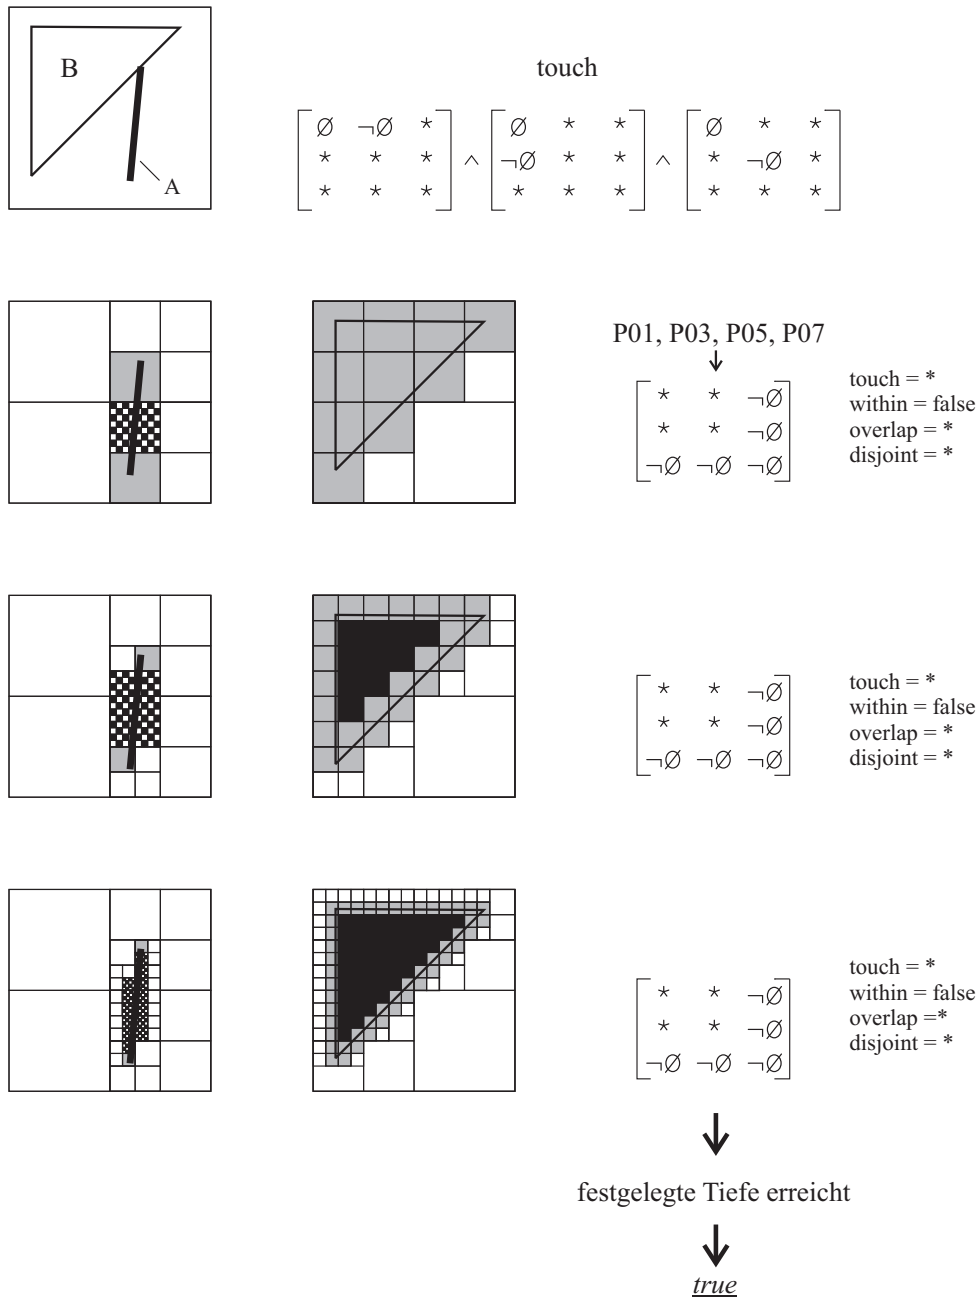 B
A
touch
[∅ ¬∅ *] ∧ [∅ * *] ∧ [∅ * *]
[* * *] ∧ [¬∅ * *] ∧ [* ¬∅ *]
[* * *] ∧ [* * *] ∧ [* * *]
P01, P03, P05, P07
* * ¬∅
* * ¬∅
¬∅ ¬∅ ¬∅
touch = *
within = false
overlap = *
disjoint = *
* * ¬∅
* * ¬∅
¬∅ ¬∅ ¬∅
touch = *
within = false
overlap = *
disjoint = *
* * ¬∅
* * ¬∅
¬∅ ¬∅ ¬∅
touch = *
within = false
overlap =*
disjoint = *
festgelegte Tiefe erreicht
true